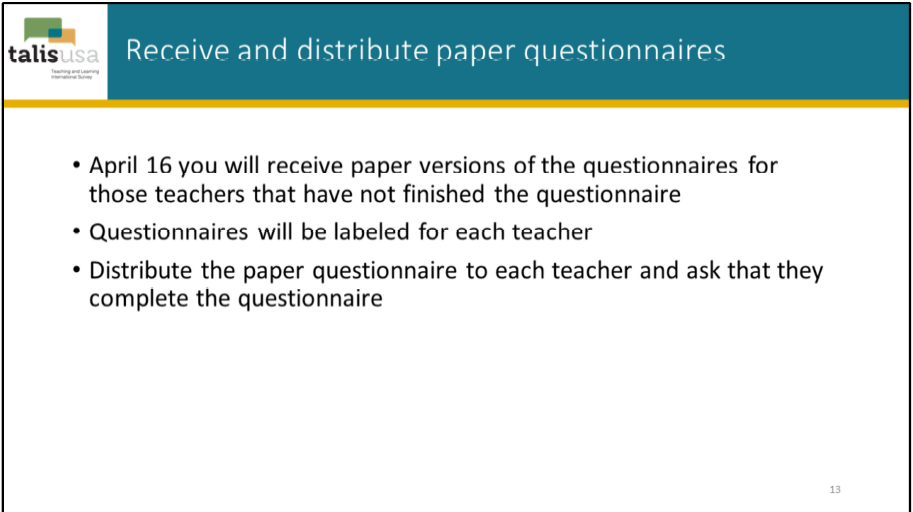 talisusa
Teaching and Learning
International Survey
Receive and distribute paper questionnaires
• April 16 you will receive paper versions of the questionnaires for
those teachers that have not finished the questionnaire
• Questionnaires will be labeled for each teacher
• Distribute the paper questionnaire to each teacher and ask that they
complete the questionnaire
13